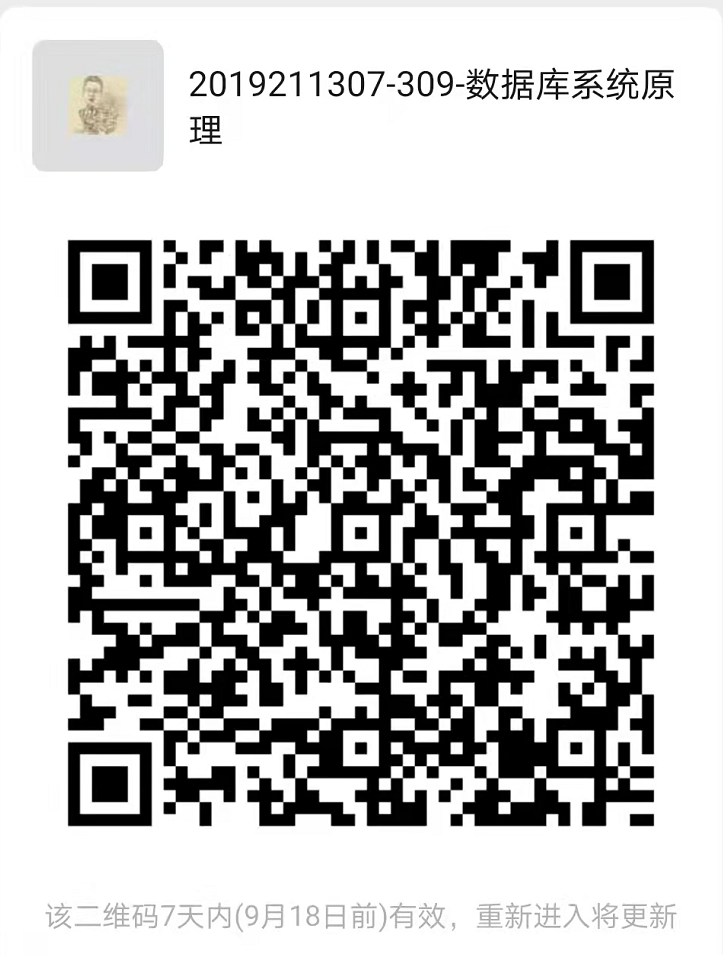 2019211307-309-数据库系统原
理
该二维码7天内(9月18日前)有效，重新进入将更新